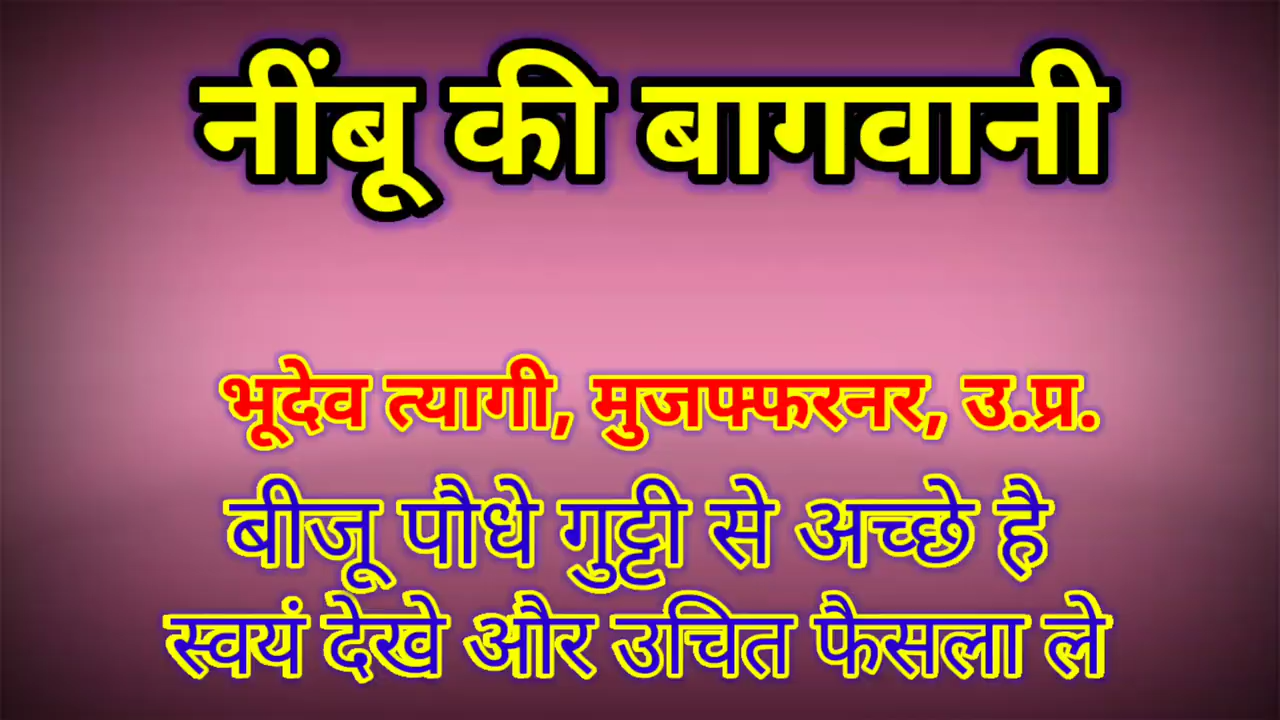 नींबू की बागवानी
भूदेव त्यागी, मुजफ्फरनर, उ.प्र.
बीजू पौधे गुट्टी से अच्छे है
स्वयं देखे और उचित फैसला ले